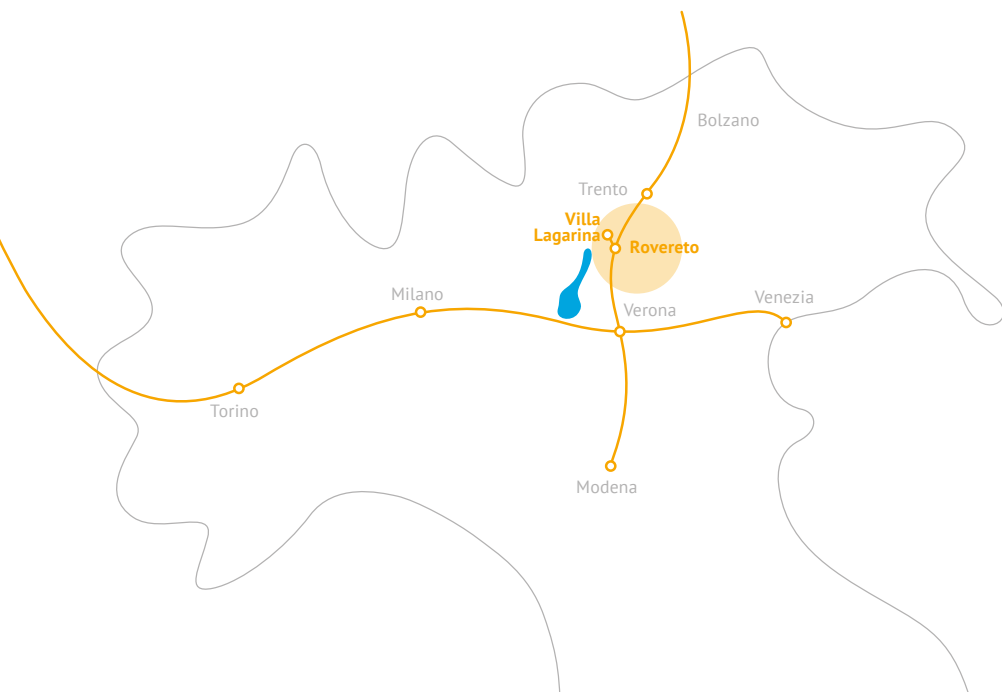 Bolzano
Trento
Villa
Lagarina
Rovereto
Milano
Verona
Venezia
Torino
Modena